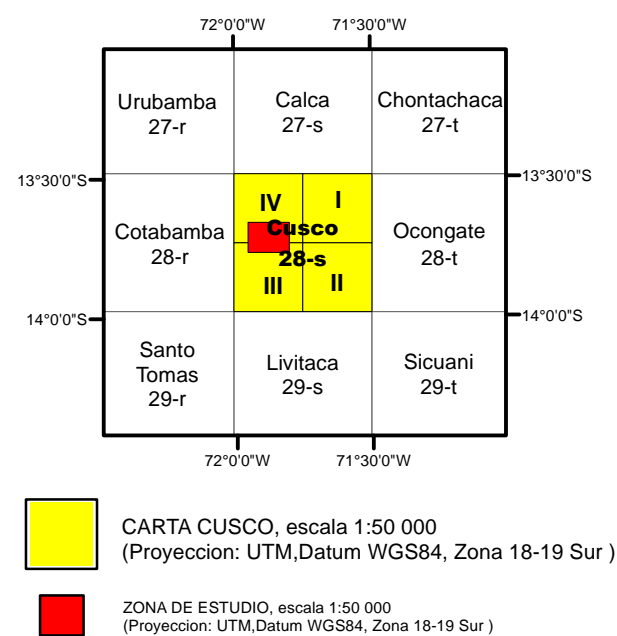 72°0'0"W 71°30'0"W
Urubamba
27-r
Calca
27-s
Chontachaca
27-t
13°30'0"S
13°30'0"S
IV
I
Cusco
28-s
III
II
Cotabamba
28-r
Ocongate
28-t
14°0'0"S
14°0'0"S
Santo
Tomas
29-r
Livitaca
29-s
Sicuani
29-t
72°0'0"W 71°30'0"W
CARTA CUSCO, escala 1:50 000
(Proyeccion: UTM,Datum WGS84, Zona 18-19 Sur )
ZONA DE ESTUDIO, escala 1:50 000
(Proyeccion: UTM,Datum WGS84, Zona 18-19 Sur )